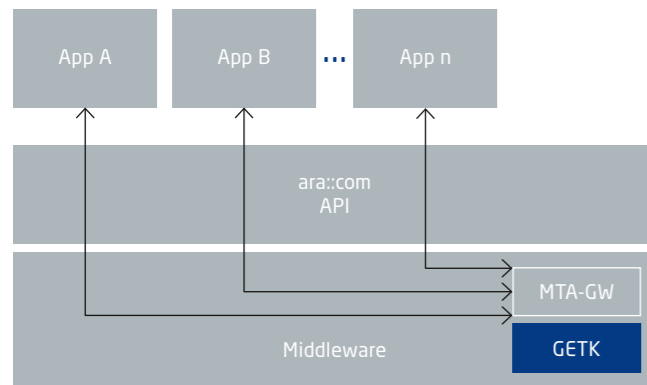 App A
App B
...
App n
ara::com
API
MTA-GW
Middleware
GETK